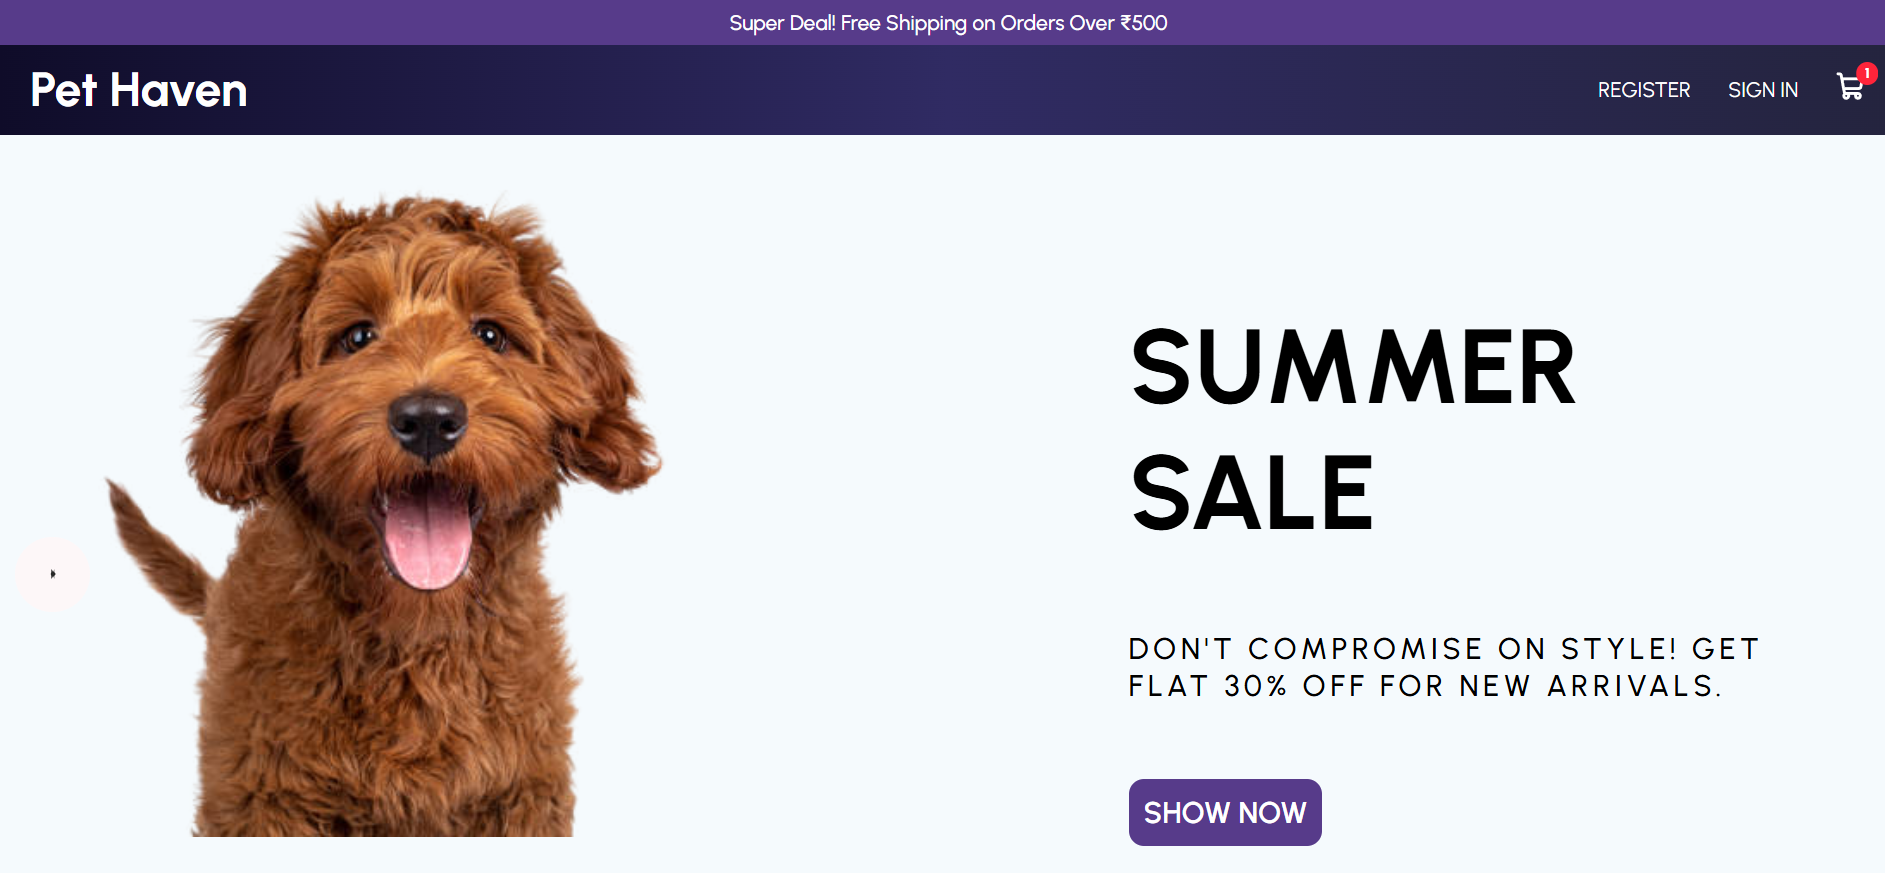 Super Deal! Free Shipping on Orders Over ₹500
Pet Haven
REGISTER
SIGN IN
1
SUMMER
SALE
DON'T COMPROMISE ON STYLE! GET
FLAT 30% OFF FOR NEW ARRIVALS.
SHOW NOW